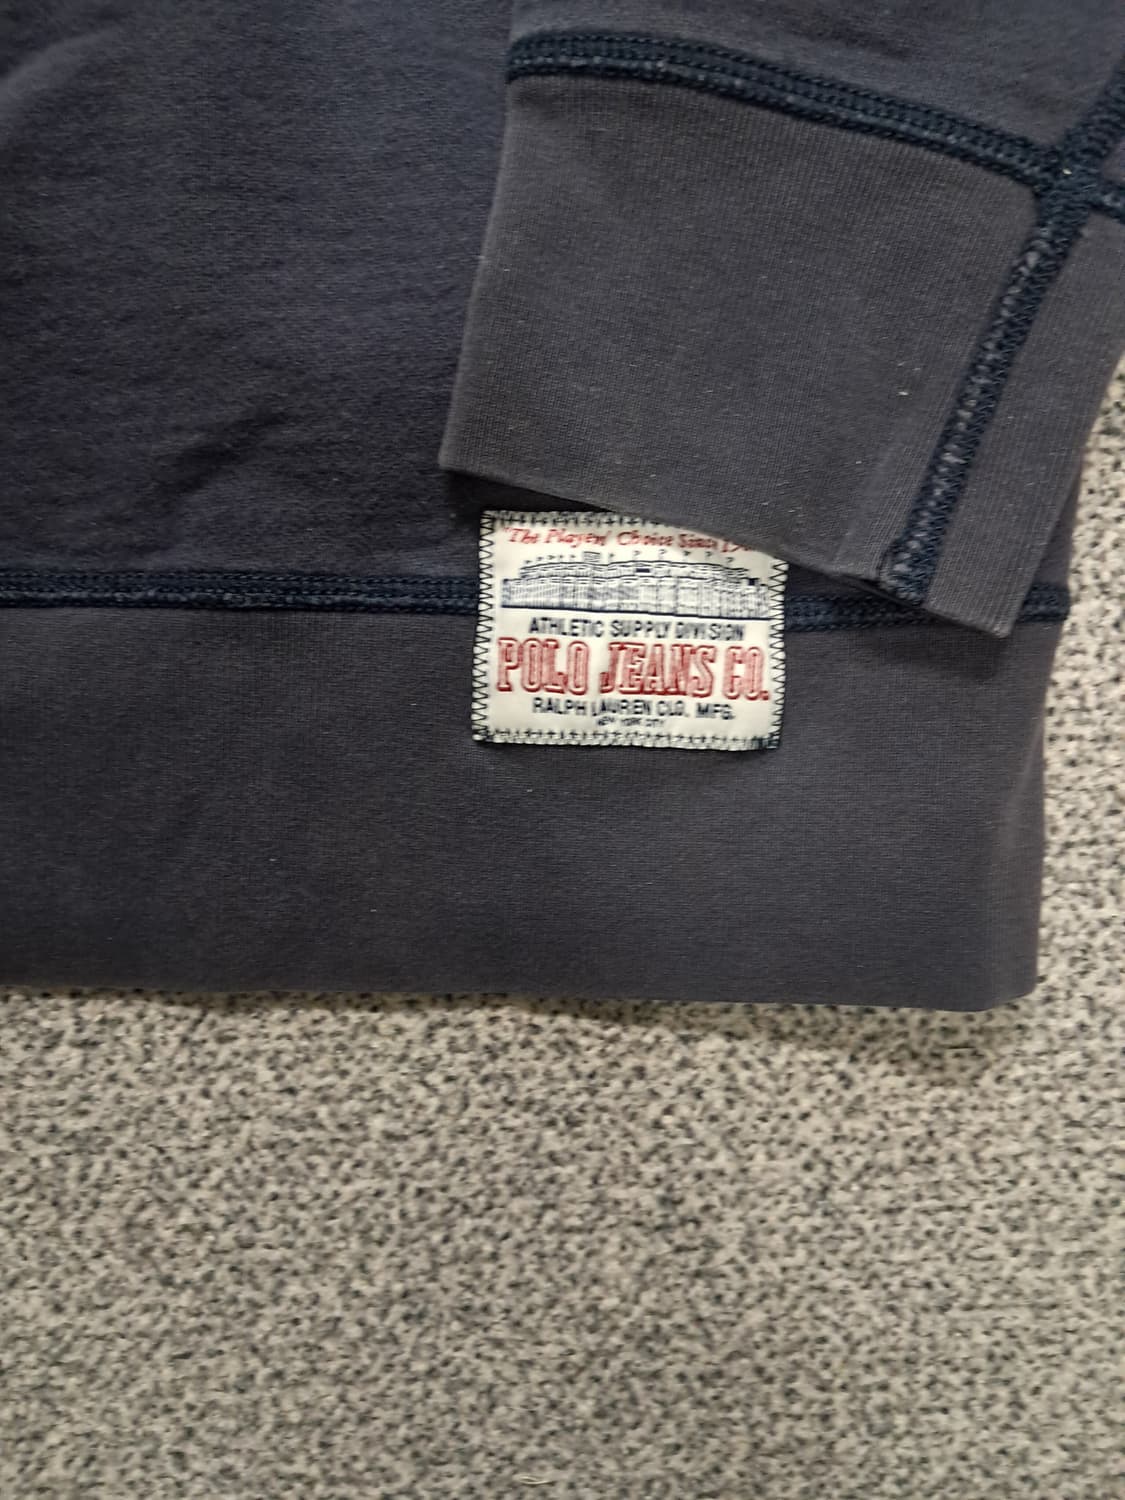 "The Players' Choice Since
ATHLETIC SUPPLY DIVISION
POLO JEANS CO.
RALPH LAUREN CLO. MFG.
NEW YORK CITY